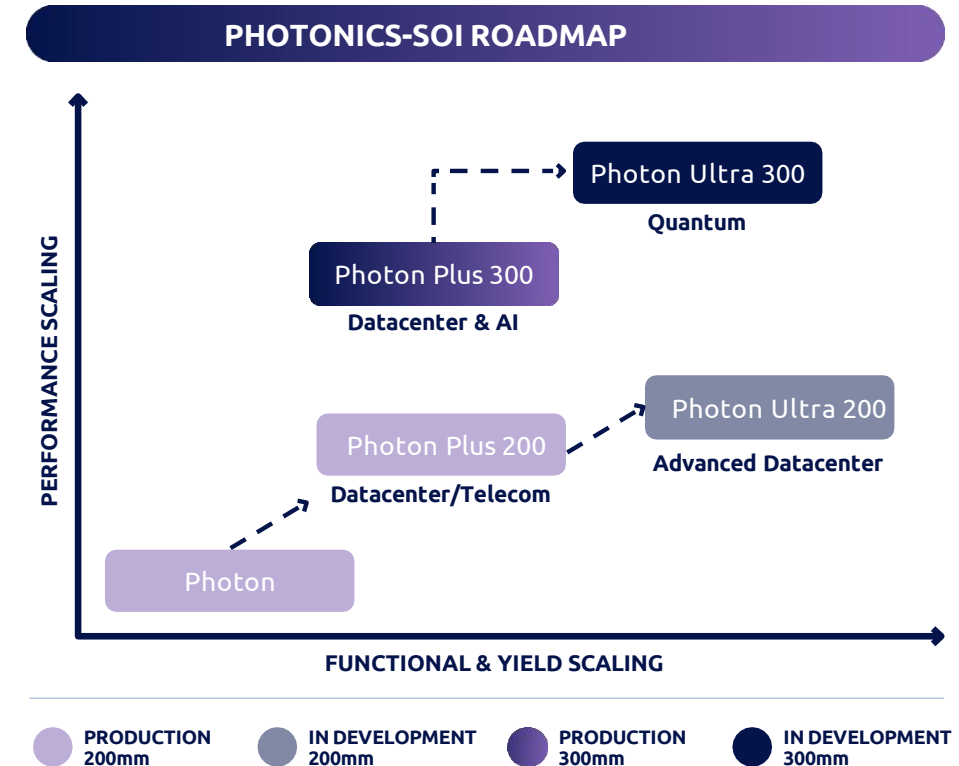 PHOTONICS-SOI ROADMAP
PERFORMANCE SCALING
Photon Ultra 300
Quantum
Photon Plus 300
Datacenter & AI
Photon Ultra 200
Advanced Datacenter
Photon Plus 200
Datacenter/Telecom
Photon
FUNCTIONAL & YIELD SCALING
PRODUCTION
200mm
IN DEVELOPMENT
200mm
PRODUCTION
300mm
IN DEVELOPMENT
300mm